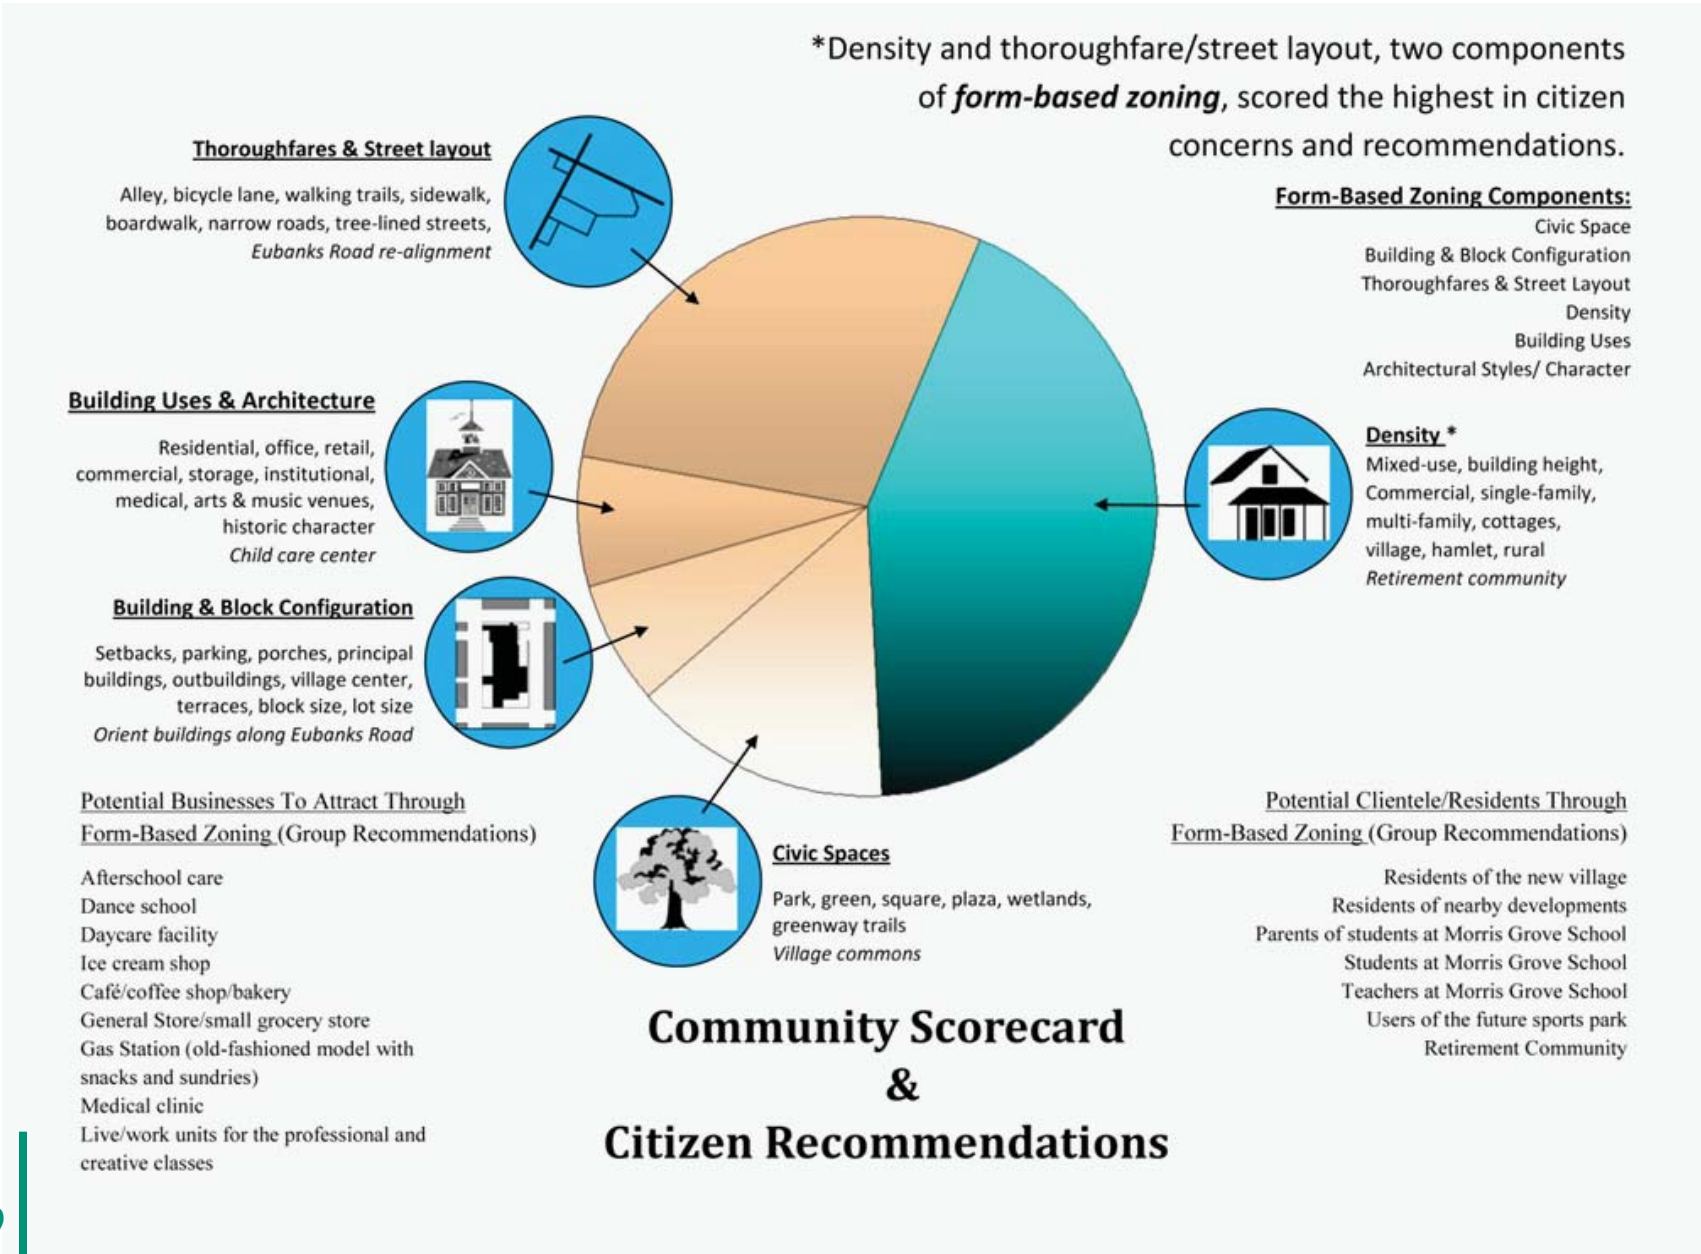 *Density and thoroughfare/street layout, two components
of form-based zoning, scored the highest in citizen
concerns and recommendations.
Thoroughfares & Street layout
Alley, bicycle lane, walking trails, sidewalk,
boardwalk, narrow roads, tree-lined streets,
Eubanks Road re-alignment
Form-Based Zoning Components:
Civic Space
Building & Block Configuration
Thoroughfares & Street Layout
Density
Building Uses
Architectural Styles/ Character
Building Uses & Architecture
Residential, office, retail,
commercial, storage, institutional,
medical, arts & music venues,
historic character
Child care center
Density *
Mixed-use, building height,
Commercial, single-family,
multi-family, cottages,
village, hamlet, rural
Retirement community
Building & Block Configuration
Setbacks, parking, porches, principal
buildings, outbuildings, village center,
terraces, block size, lot size
Orient buildings along Eubanks Road
Potential Businesses To Attract Through
Form-Based Zoning (Group Recommendations)
Afterschool care
Dance school
Daycare facility
Ice cream shop
Café/coffee shop/bakery
General Store/small grocery store
Gas Station (old-fashioned model with
snacks and sundries)
Medical clinic
Live/work units for the professional and
creative classes
Civic Spaces
Park, green, square, plaza, wetlands,
greenway trails
Village commons
Potential Clientele/Residents Through
Form-Based Zoning (Group Recommendations)
Residents of the new village
Residents of nearby developments
Parents of students at Morris Grove School
Students at Morris Grove School
Teachers at Morris Grove School
Users of the future sports park
Retirement Community
Community Scorecard
&
Citizen Recommendations